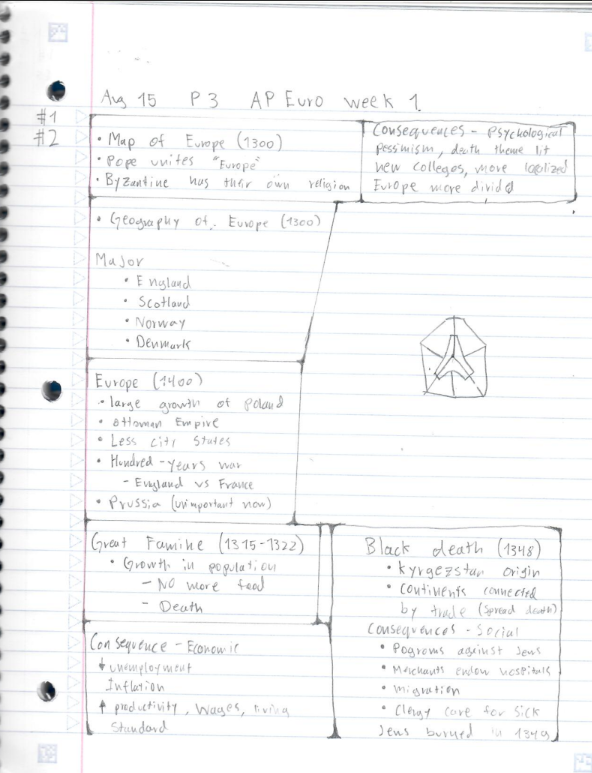 Aug 15 P3 AP Euro week 1
#1
#2
• Map of Europe (1300)
• Pope unites "Europe"
• Byzantine has their own religion
Consequences - Psychological
Pessimism, death theme lit
new colleges, more localized
Europe more divided
• Geography of Europe (1300)
Major
• England
• Scotland
• Norway
• Denmark
Europe (1400)
• large growth of Poland
• Ottoman Empire
• Less city States
• Hundred-years war
- England vs France
• Prussia (unimportant now)
Great Famine (1315-1322)
• Growth in population
- No more food
- Death
Consequence - Economic
↓ unemployment
Inflation
↑ productivity, Wages, living
Standard
Black death (1348)
• Kyrgezstan origin
• Continents connected
by trade (spread death)
Consequences - Social
• Pogroms against Jews
• Merchants endow hospitals
• migration
• Clergy care for sick
Jews burned in 1349